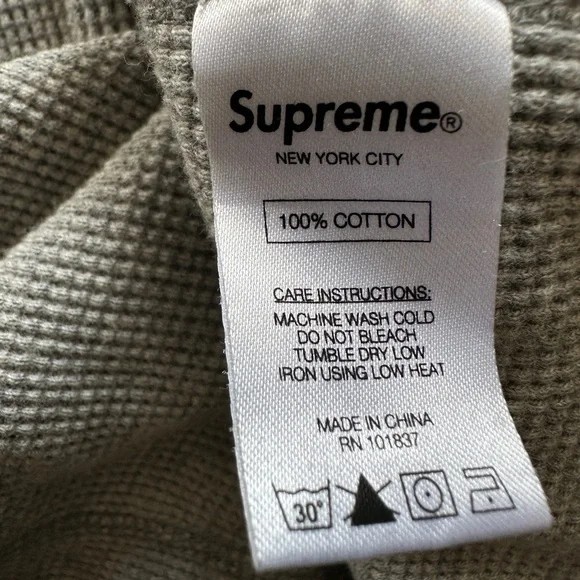 Supreme®
NEW YORK CITY
100% COTTON
CARE INSTRUCTIONS:
MACHINE WASH COLD
DO NOT BLEACH
TUMBLE DRY LOW
IRON USING LOW HEAT
MADE IN CHINA
RN 101837
30°